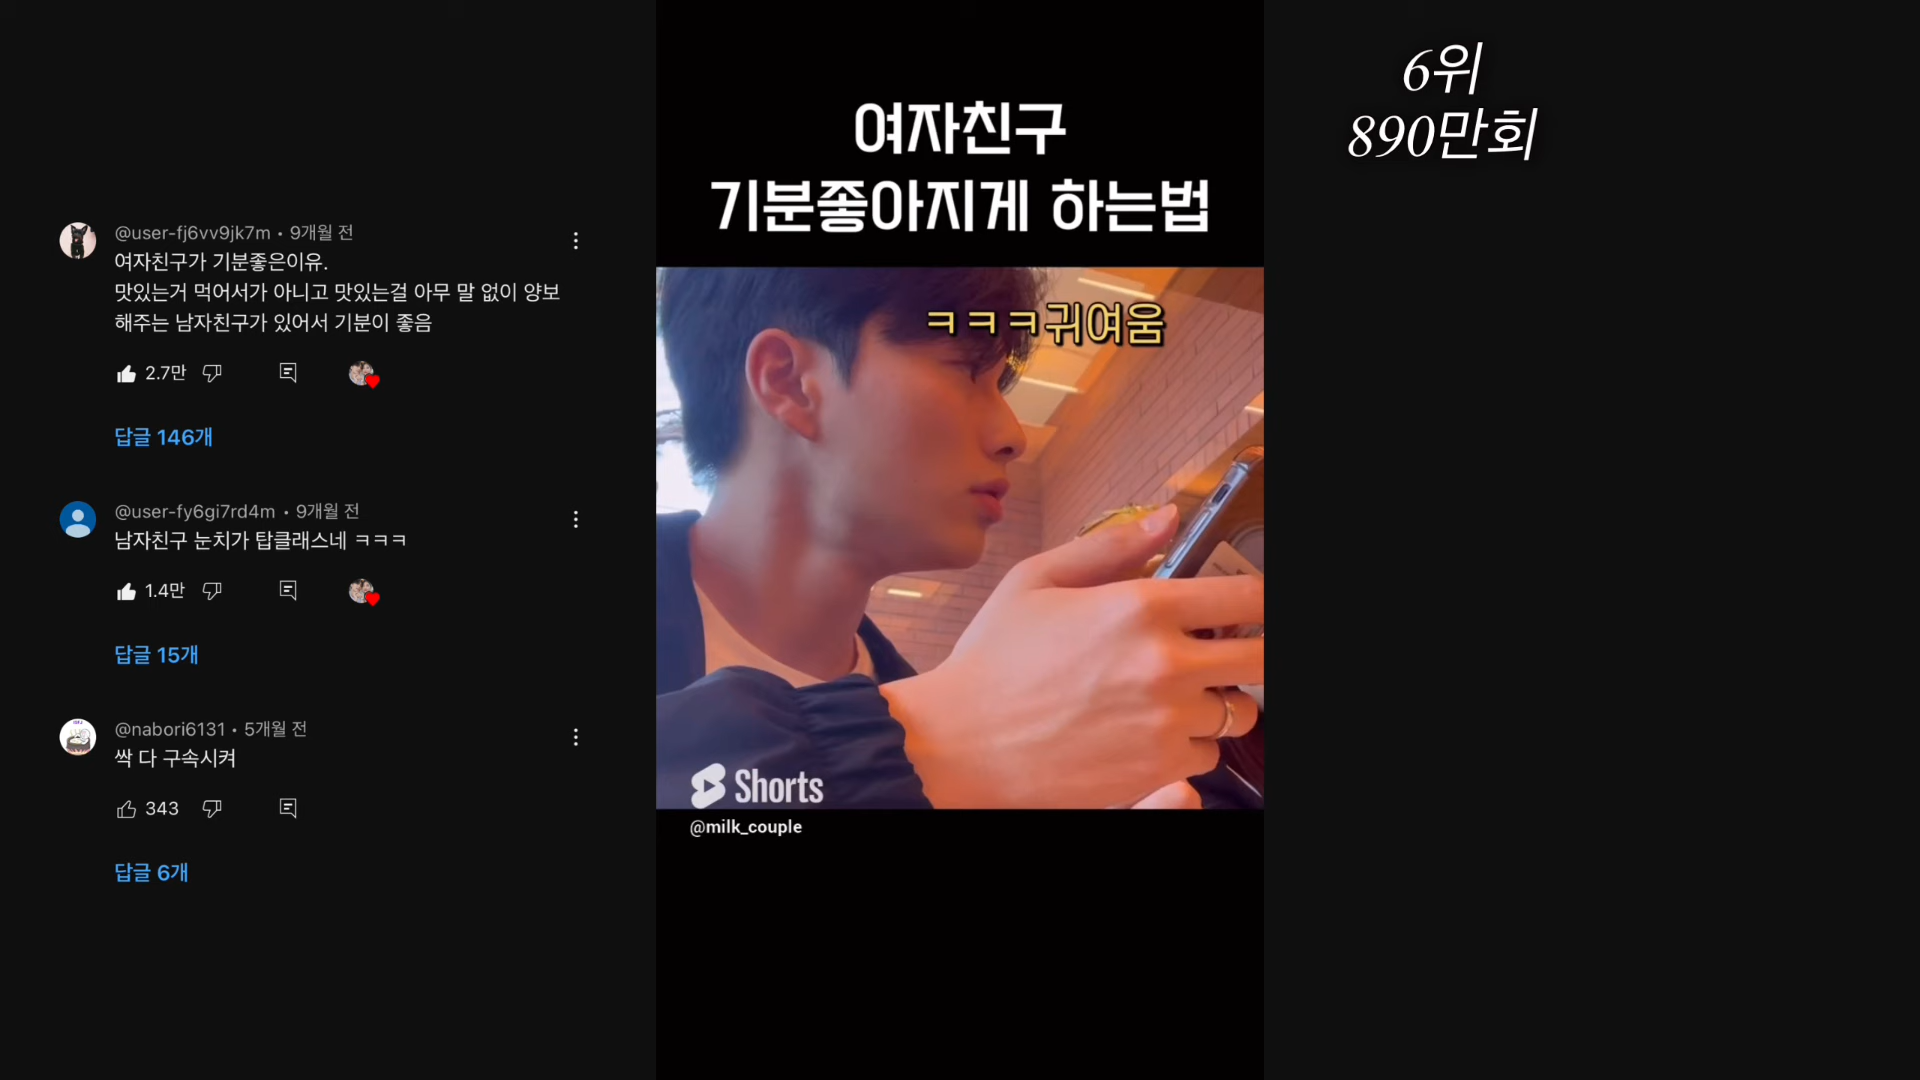 @user-fj6vv9jk7m • 9개월 전
여자친구가 기분좋은이유.
맛있는거 먹어서가 아니고 맛있는걸 아무 말 없이 양보
해주는 남자친구가 있어서 기분이 좋음
2.7만
답글 146개
@user-fy6gi7rd4m • 9개월 전
남자친구 눈치가 탑클래스네 ㅋㅋㅋ
1.4만
답글 15개
@nabori6131 • 5개월 전
싹 다 구속시켜
343
답글 6개
여자친구
기분좋아지게 하는법
ㅋㅋㅋ귀여움
Shorts
@milk_couple
6위
890만회